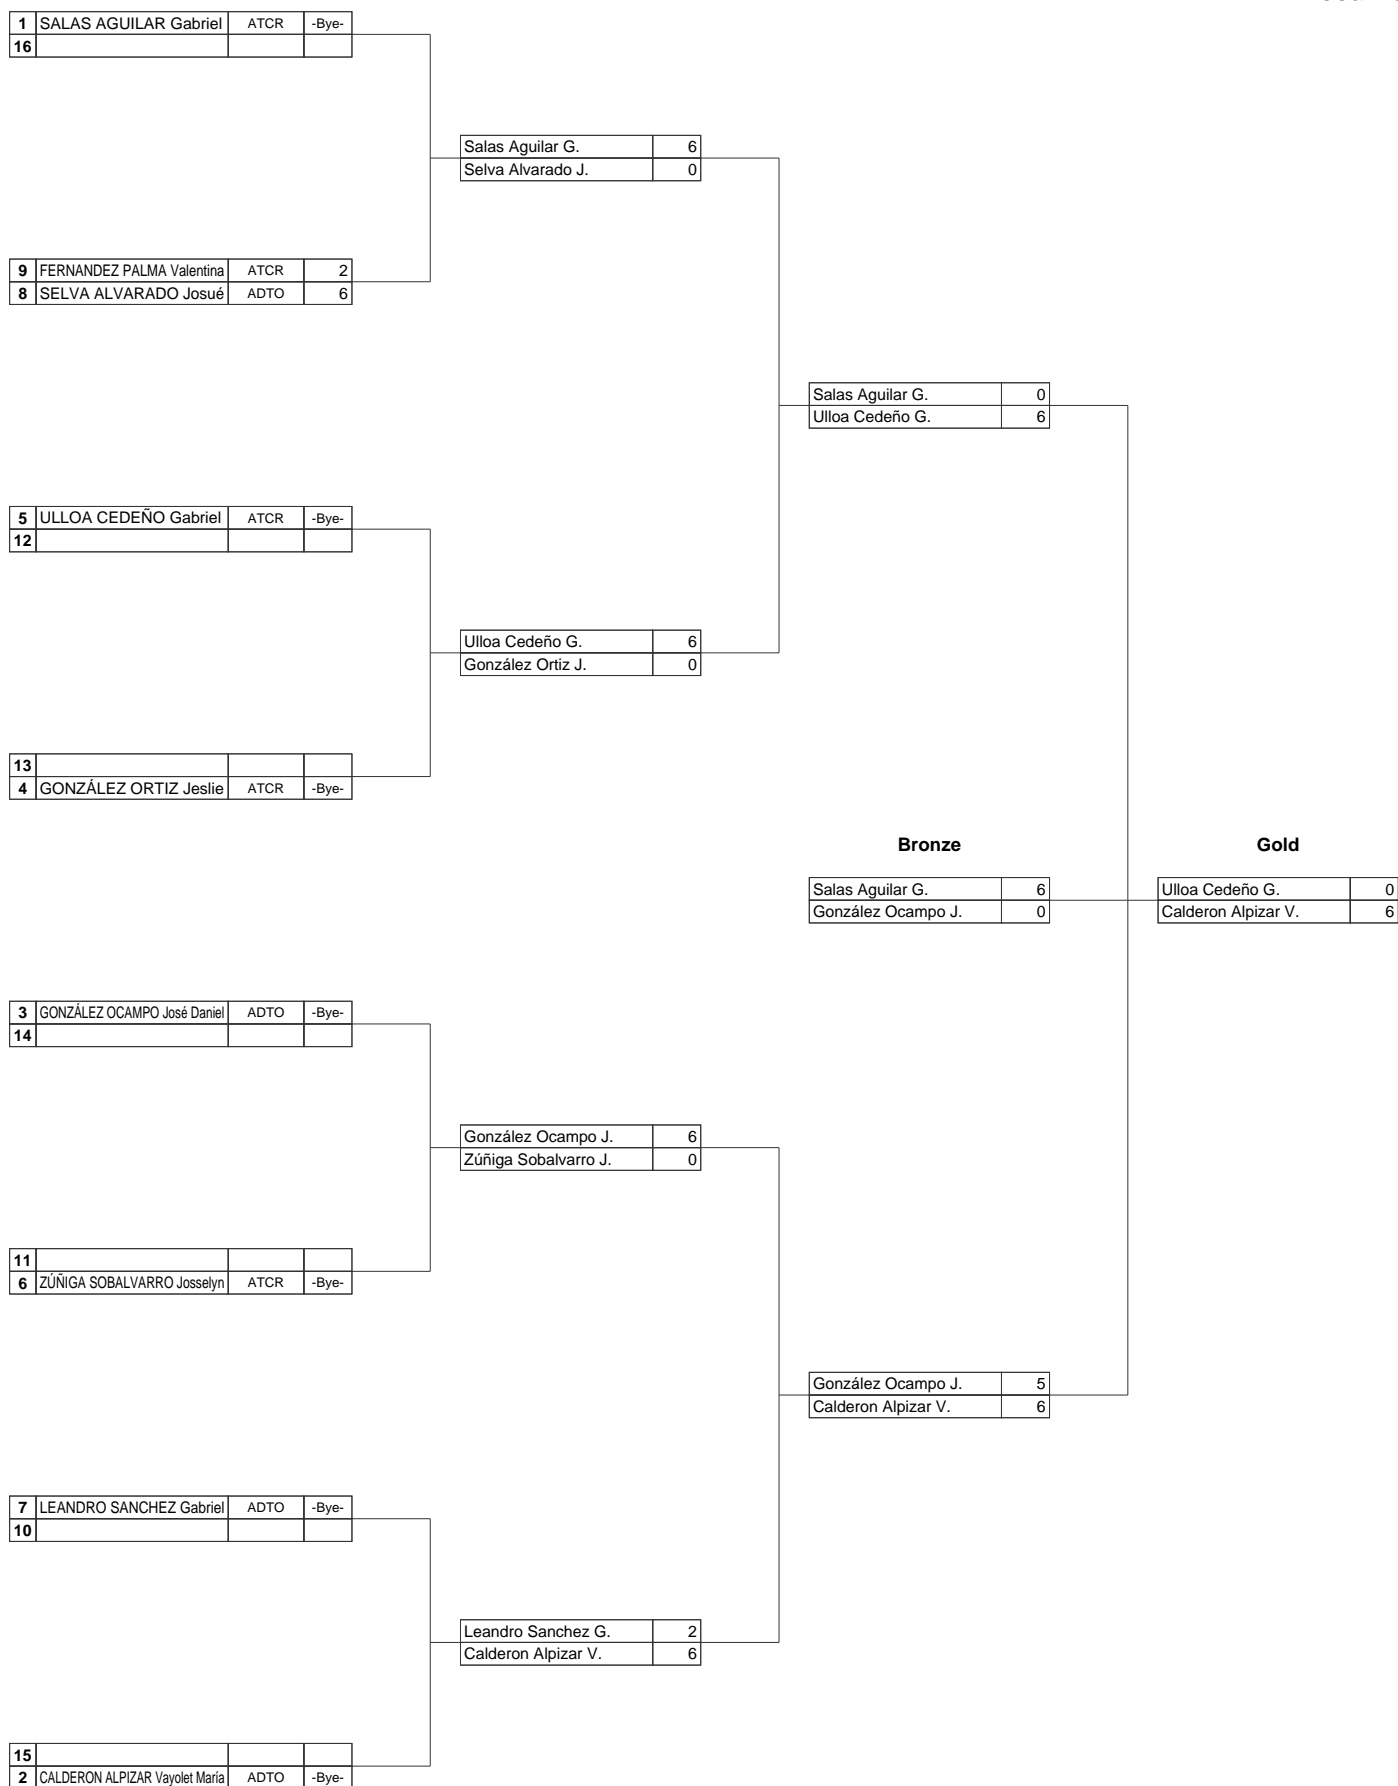 1 SALAS AGUILAR Gabriel ATCR -Bye-
16
Salas Aguilar G. 6
Selva Alvarado J. 0
9 FERNANDEZ PALMA Valentina ATCR 2
8 SELVA ALVARADO Josué ADTO 6
Salas Aguilar G. 0
Ulloa Cedeño G. 6
5 ULLOA CEDEÑO Gabriel ATCR -Bye-
12
Ulloa Cedeño G. 6
González Ortiz J. 0
13
4 GONZÁLEZ ORTIZ Jeslie ATCR -Bye-
Bronze Gold
Salas Aguilar G. 6 Ulloa Cedeño G. 0
González Ocampo J. 0 Calderon Alpizar V. 6
3 GONZÁLEZ OCAMPO José Daniel ADTO -Bye-
14
González Ocampo J. 6
Zúñiga Sobalvarro J. 0
11
6 ZÚÑIGA SOBALVARRO Josselyn ATCR -Bye-
González Ocampo J. 5
Calderon Alpizar V. 6
7 LEANDRO SANCHEZ Gabriel ADTO -Bye-
10
Leandro Sanchez G. 2
Calderon Alpizar V. 6
15
2 CALDERON ALPIZAR Vayolet María ADTO -Bye-